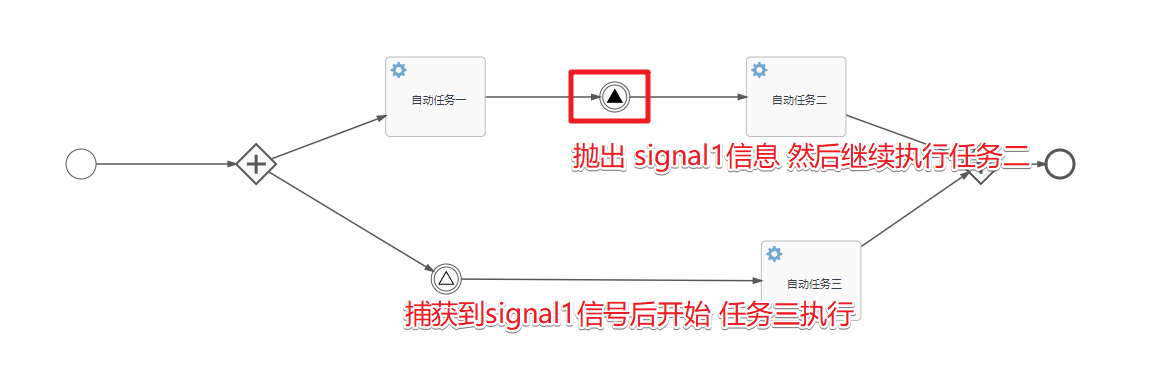 自动任务一
自动任务二
抛出 signal1信息 然后继续执行任务二
自动任务三
捕获到signal1信号后开始 任务三执行